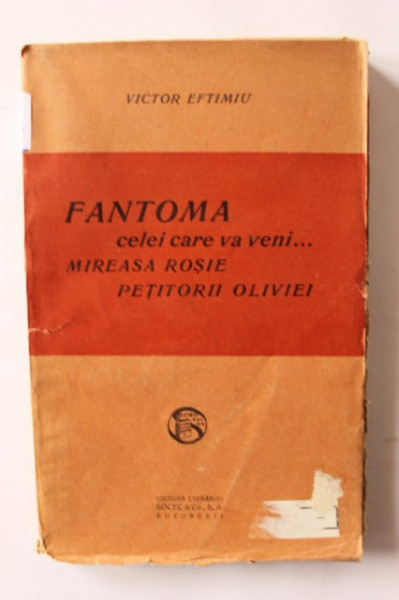 VICTOR EFTIMIU
FANTOMA
celei care va veni...
MIREASA ROȘIE
PEȚITORII OLIVIEI
EDITURA LIBRĂRIEI
SOCEC & Co., S. A.
BUCUREȘTI